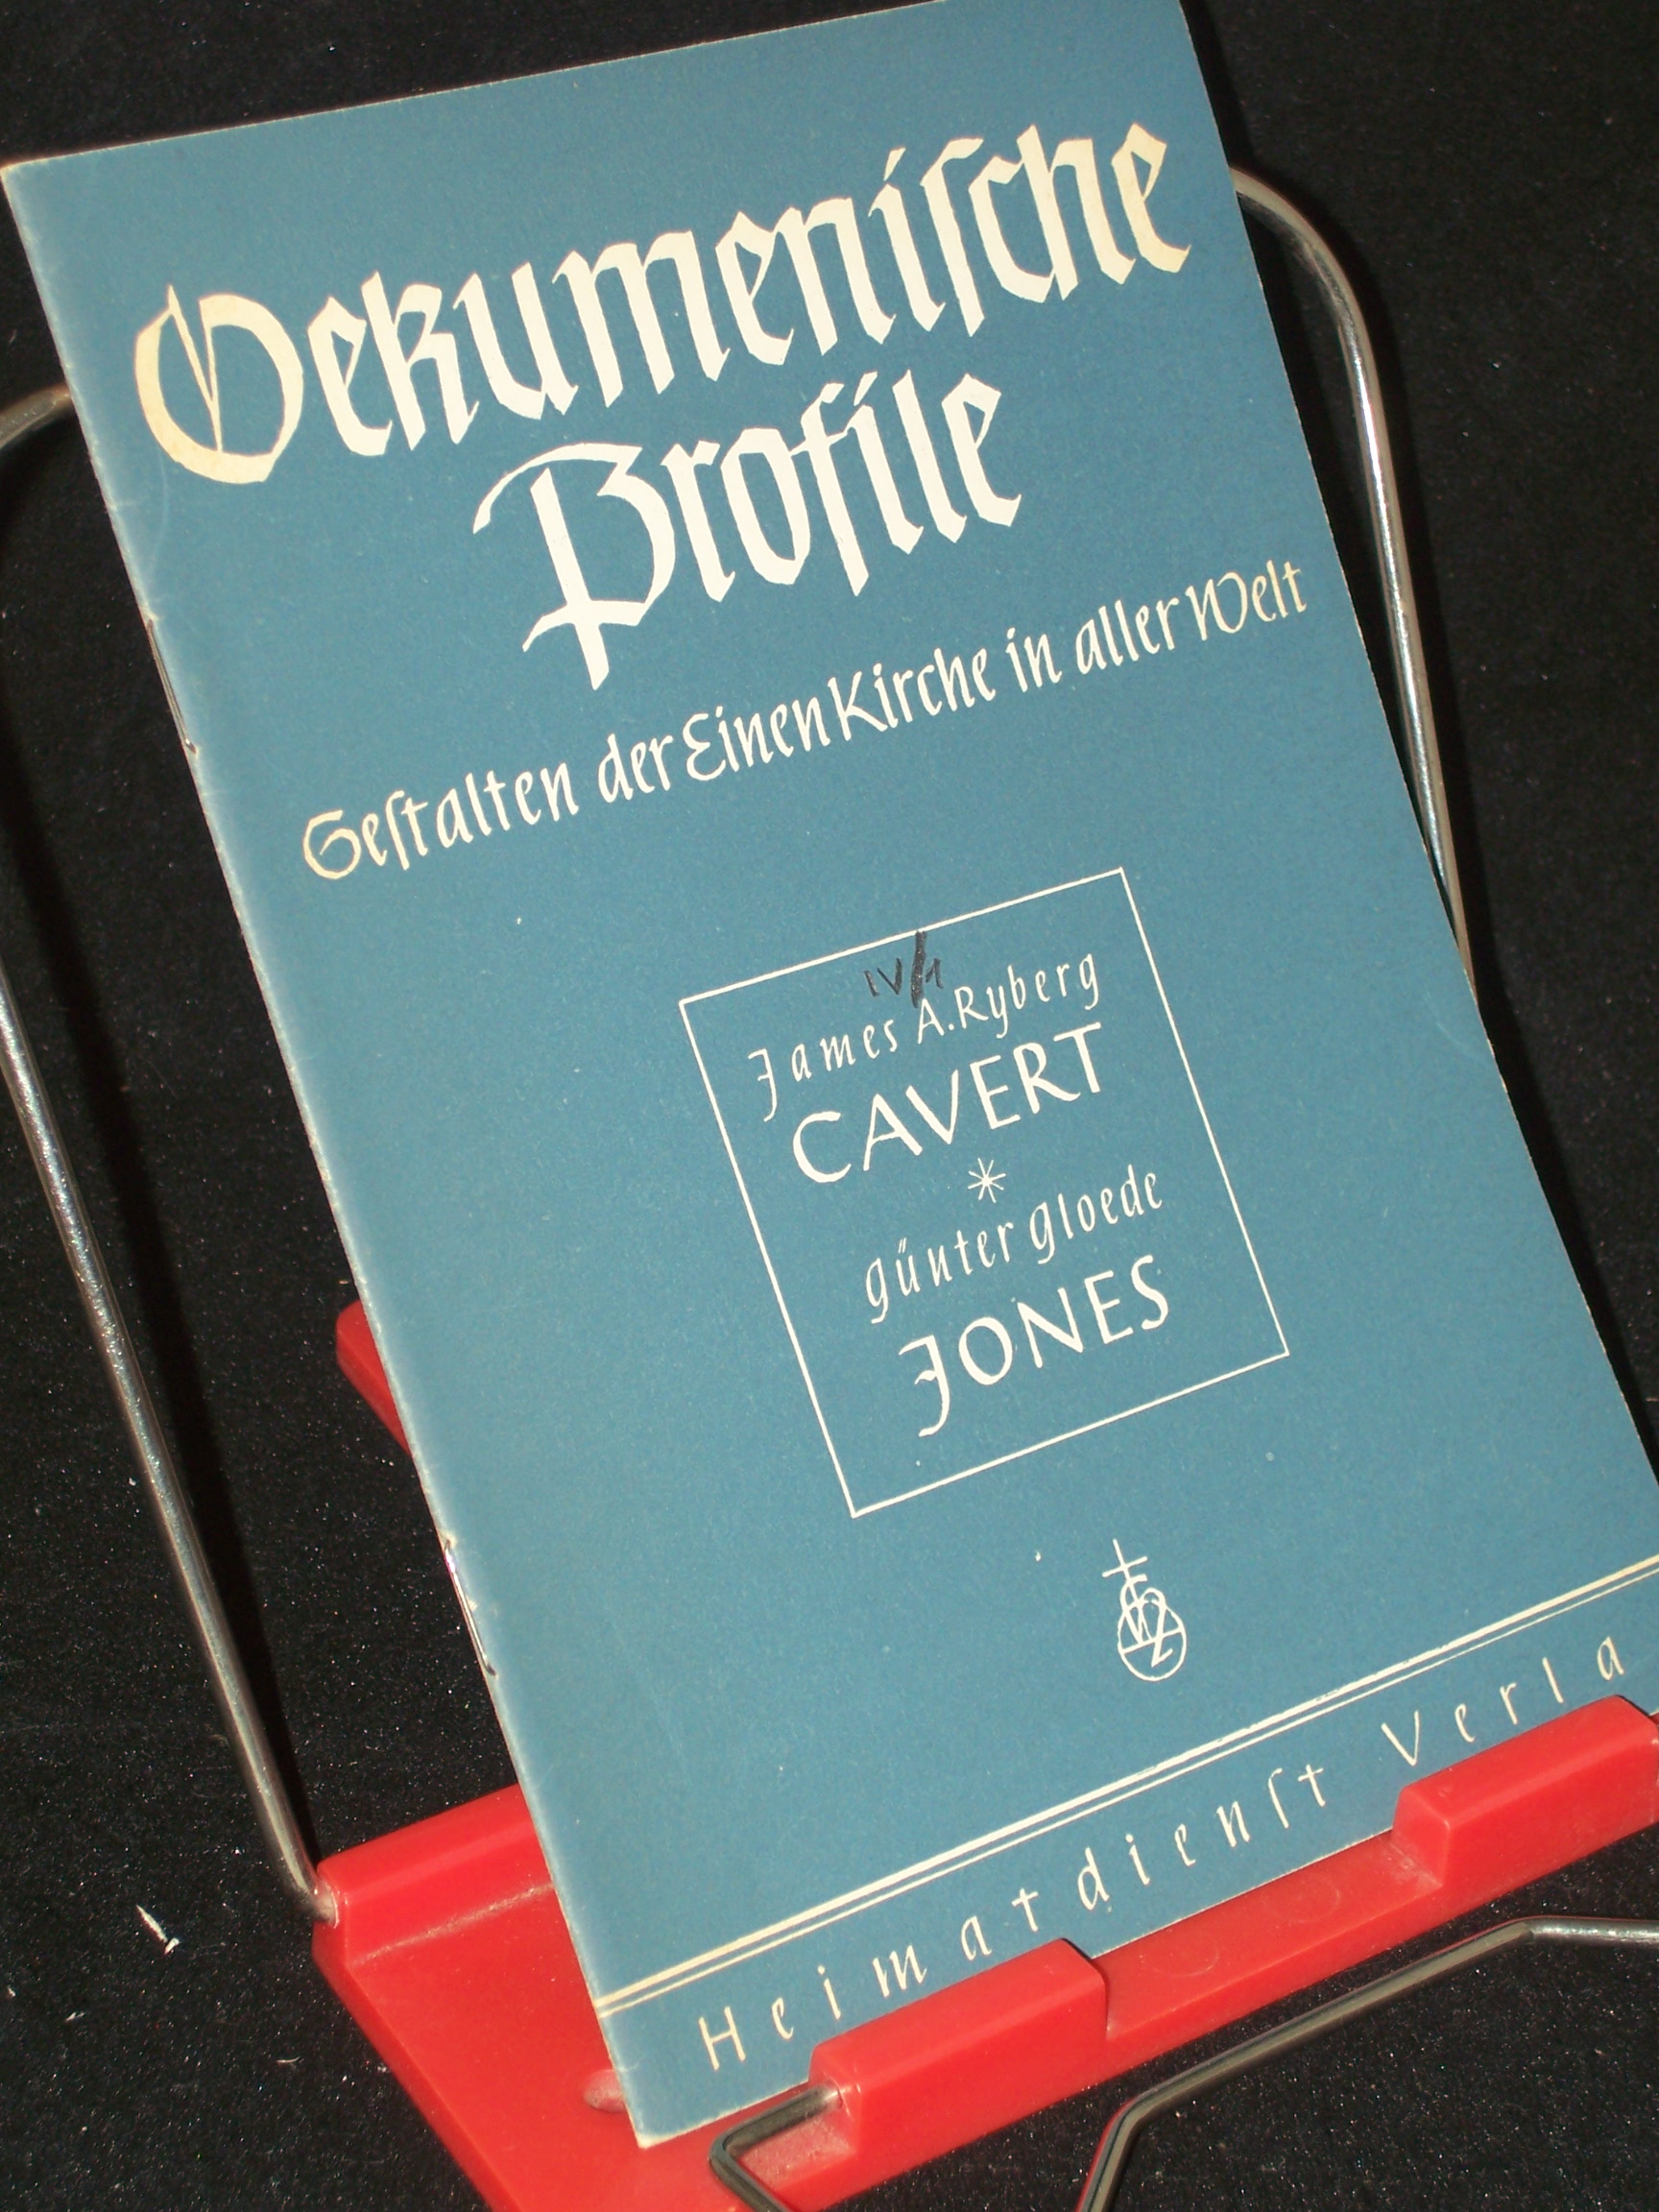 Oekumeniſche
Profile
Geſtalten der Einen Kirche in aller Welt
IV/1
James A. Ryberg
CAVERT
*
Günter Gloede
JONES
Heimatdienſt Verla